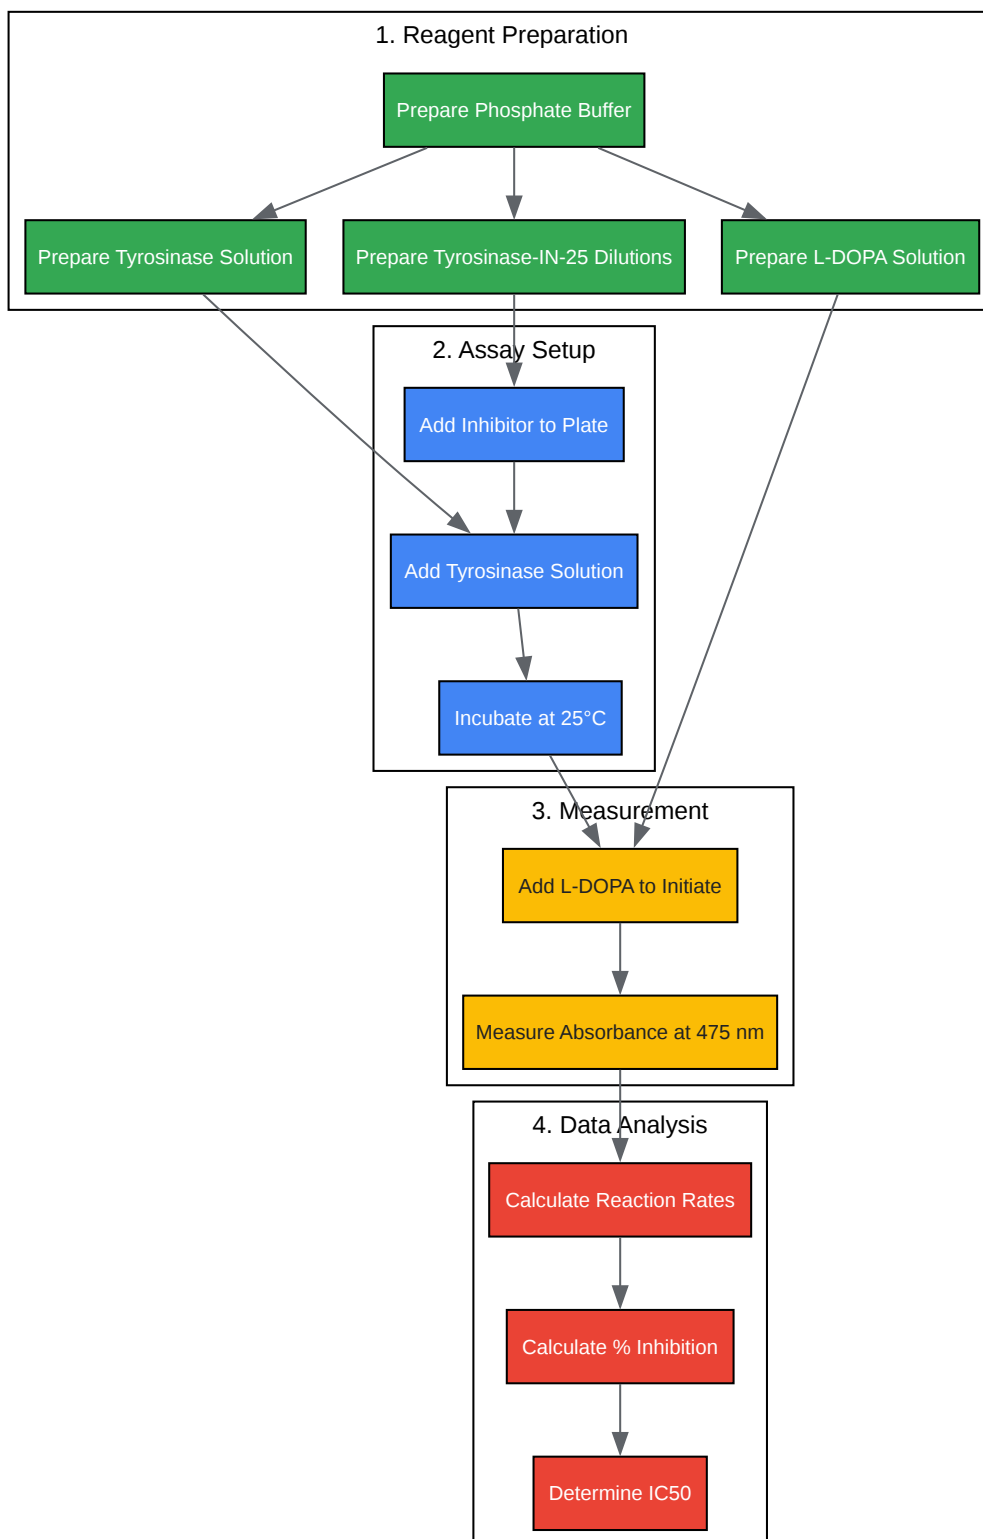 1. Reagent Preparation
Prepare Phosphate Buffer
Prepare Tyrosinase Solution
Prepare Tyrosinase-IN-25 Dilutions
Prepare L-DOPA Solution
2. Assay Setup
Add Inhibitor to Plate
Add Tyrosinase Solution
Incubate at 25°C
3. Measurement
Add L-DOPA to Initiate
Measure Absorbance at 475 nm
4. Data Analysis
Calculate Reaction Rates
Calculate % Inhibition
Determine IC50